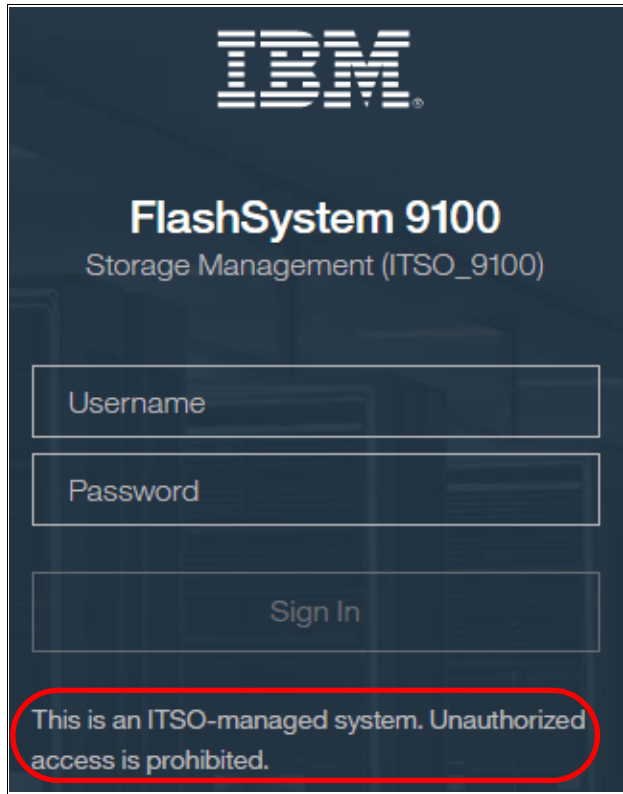 IBM®
FlashSystem 9100
Storage Management (ITSO_9100)
Username
Password
Sign In
This is an ITSO-managed system. Unauthorized
access is prohibited.